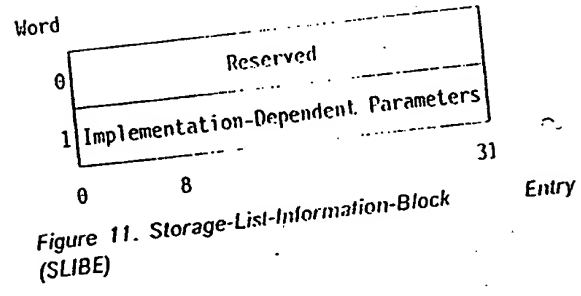 Word
0 Reserved
1 Implementation-Dependent Parameters
0 8 31
Figure 11. Storage-List-Information-Block Entry
(SLIBE)